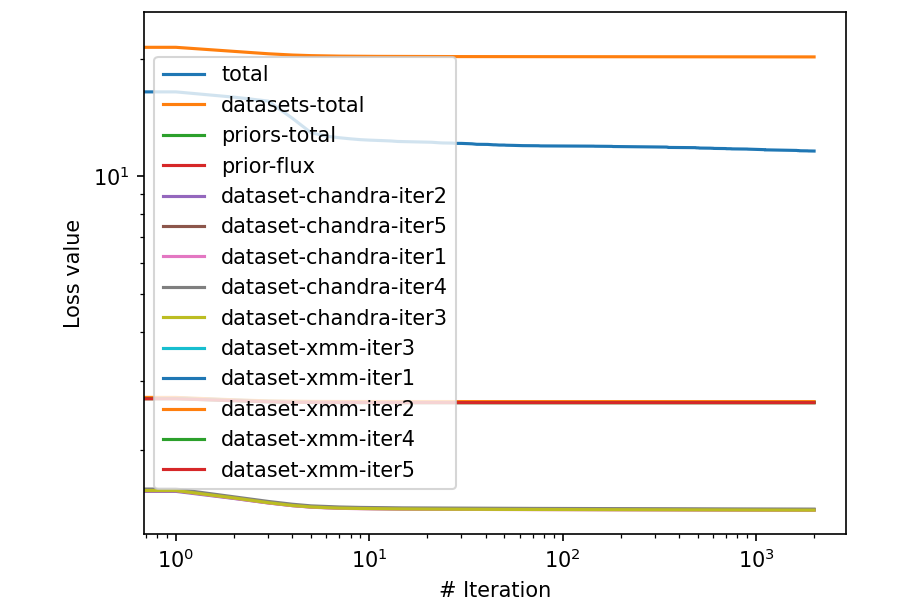 total
datasets-total
priors-total
prior-flux
dataset-chandra-iter2
dataset-chandra-iter5
dataset-chandra-iter1
dataset-chandra-iter4
dataset-chandra-iter3
dataset-xmm-iter3
dataset-xmm-iter1
dataset-xmm-iter2
dataset-xmm-iter4
dataset-xmm-iter5
10¹
Loss value
10⁰ 10¹ 10² 10³
# Iteration